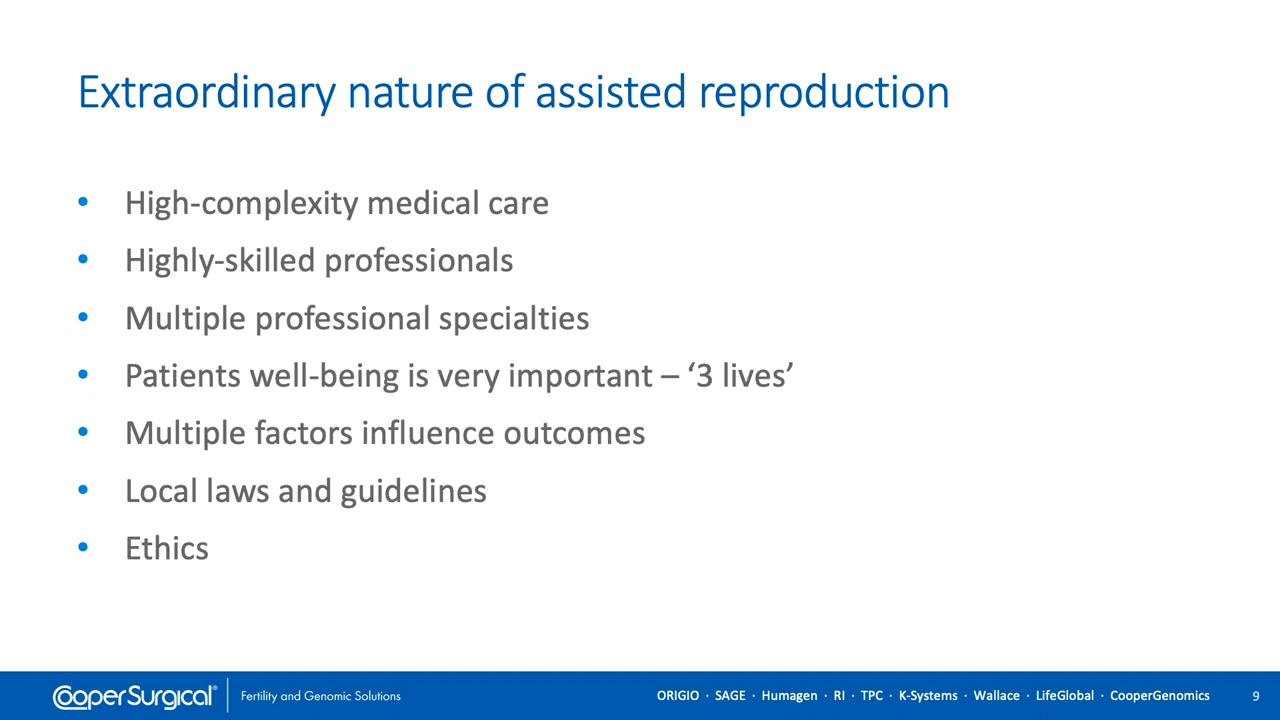 Extraordinary nature of assisted reproduction
• High-complexity medical care
• Highly-skilled professionals
• Multiple professional specialties
• Patients well-being is very important – ‘3 lives’
• Multiple factors influence outcomes
• Local laws and guidelines
• Ethics
CooperSurgical® Fertility and Genomic Solutions ORIGIO · SAGE · Humagen · RI · TPC · K-Systems · Wallace · LifeGlobal · CooperGenomics 9